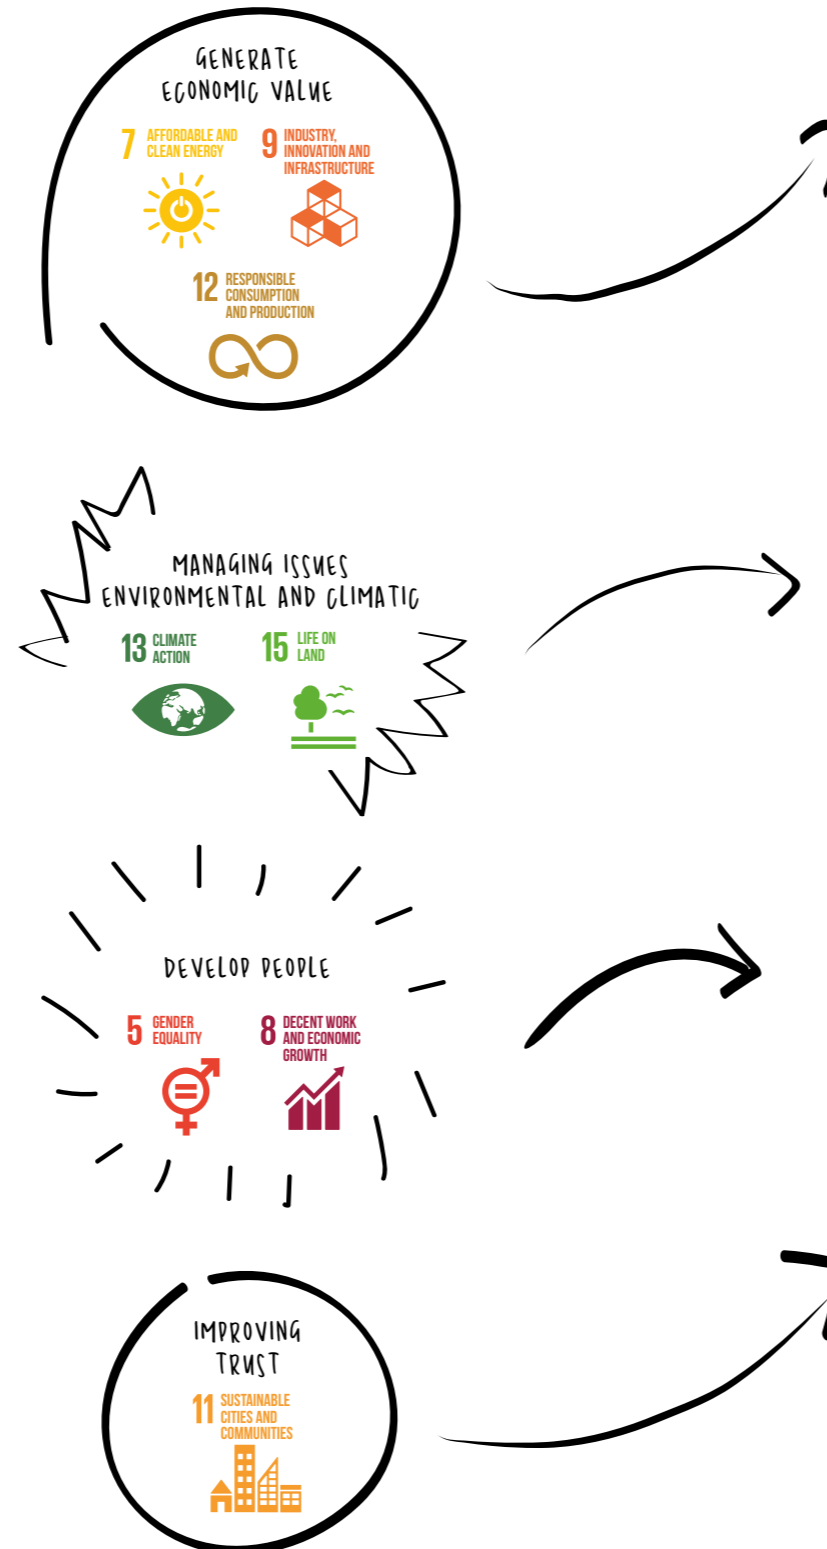 GENERATE
ECONOMIC VALUE
7 AFFORDABLE AND
CLEAN ENERGY
9 INDUSTRY,
INNOVATION AND
INFRASTRUCTURE
12 RESPONSIBLE
CONSUMPTION
AND PRODUCTION
MANAGING ISSUES
ENVIRONMENTAL AND CLIMATIC
13 CLIMATE
ACTION
15 LIFE ON
LAND
DEVELOP PEOPLE
5 GENDER
EQUALITY
8 DECENT WORK
AND ECONOMIC
GROWTH
IMPROVING
TRUST
11 SUSTAINABLE
CITIES AND
COMMUNITIES